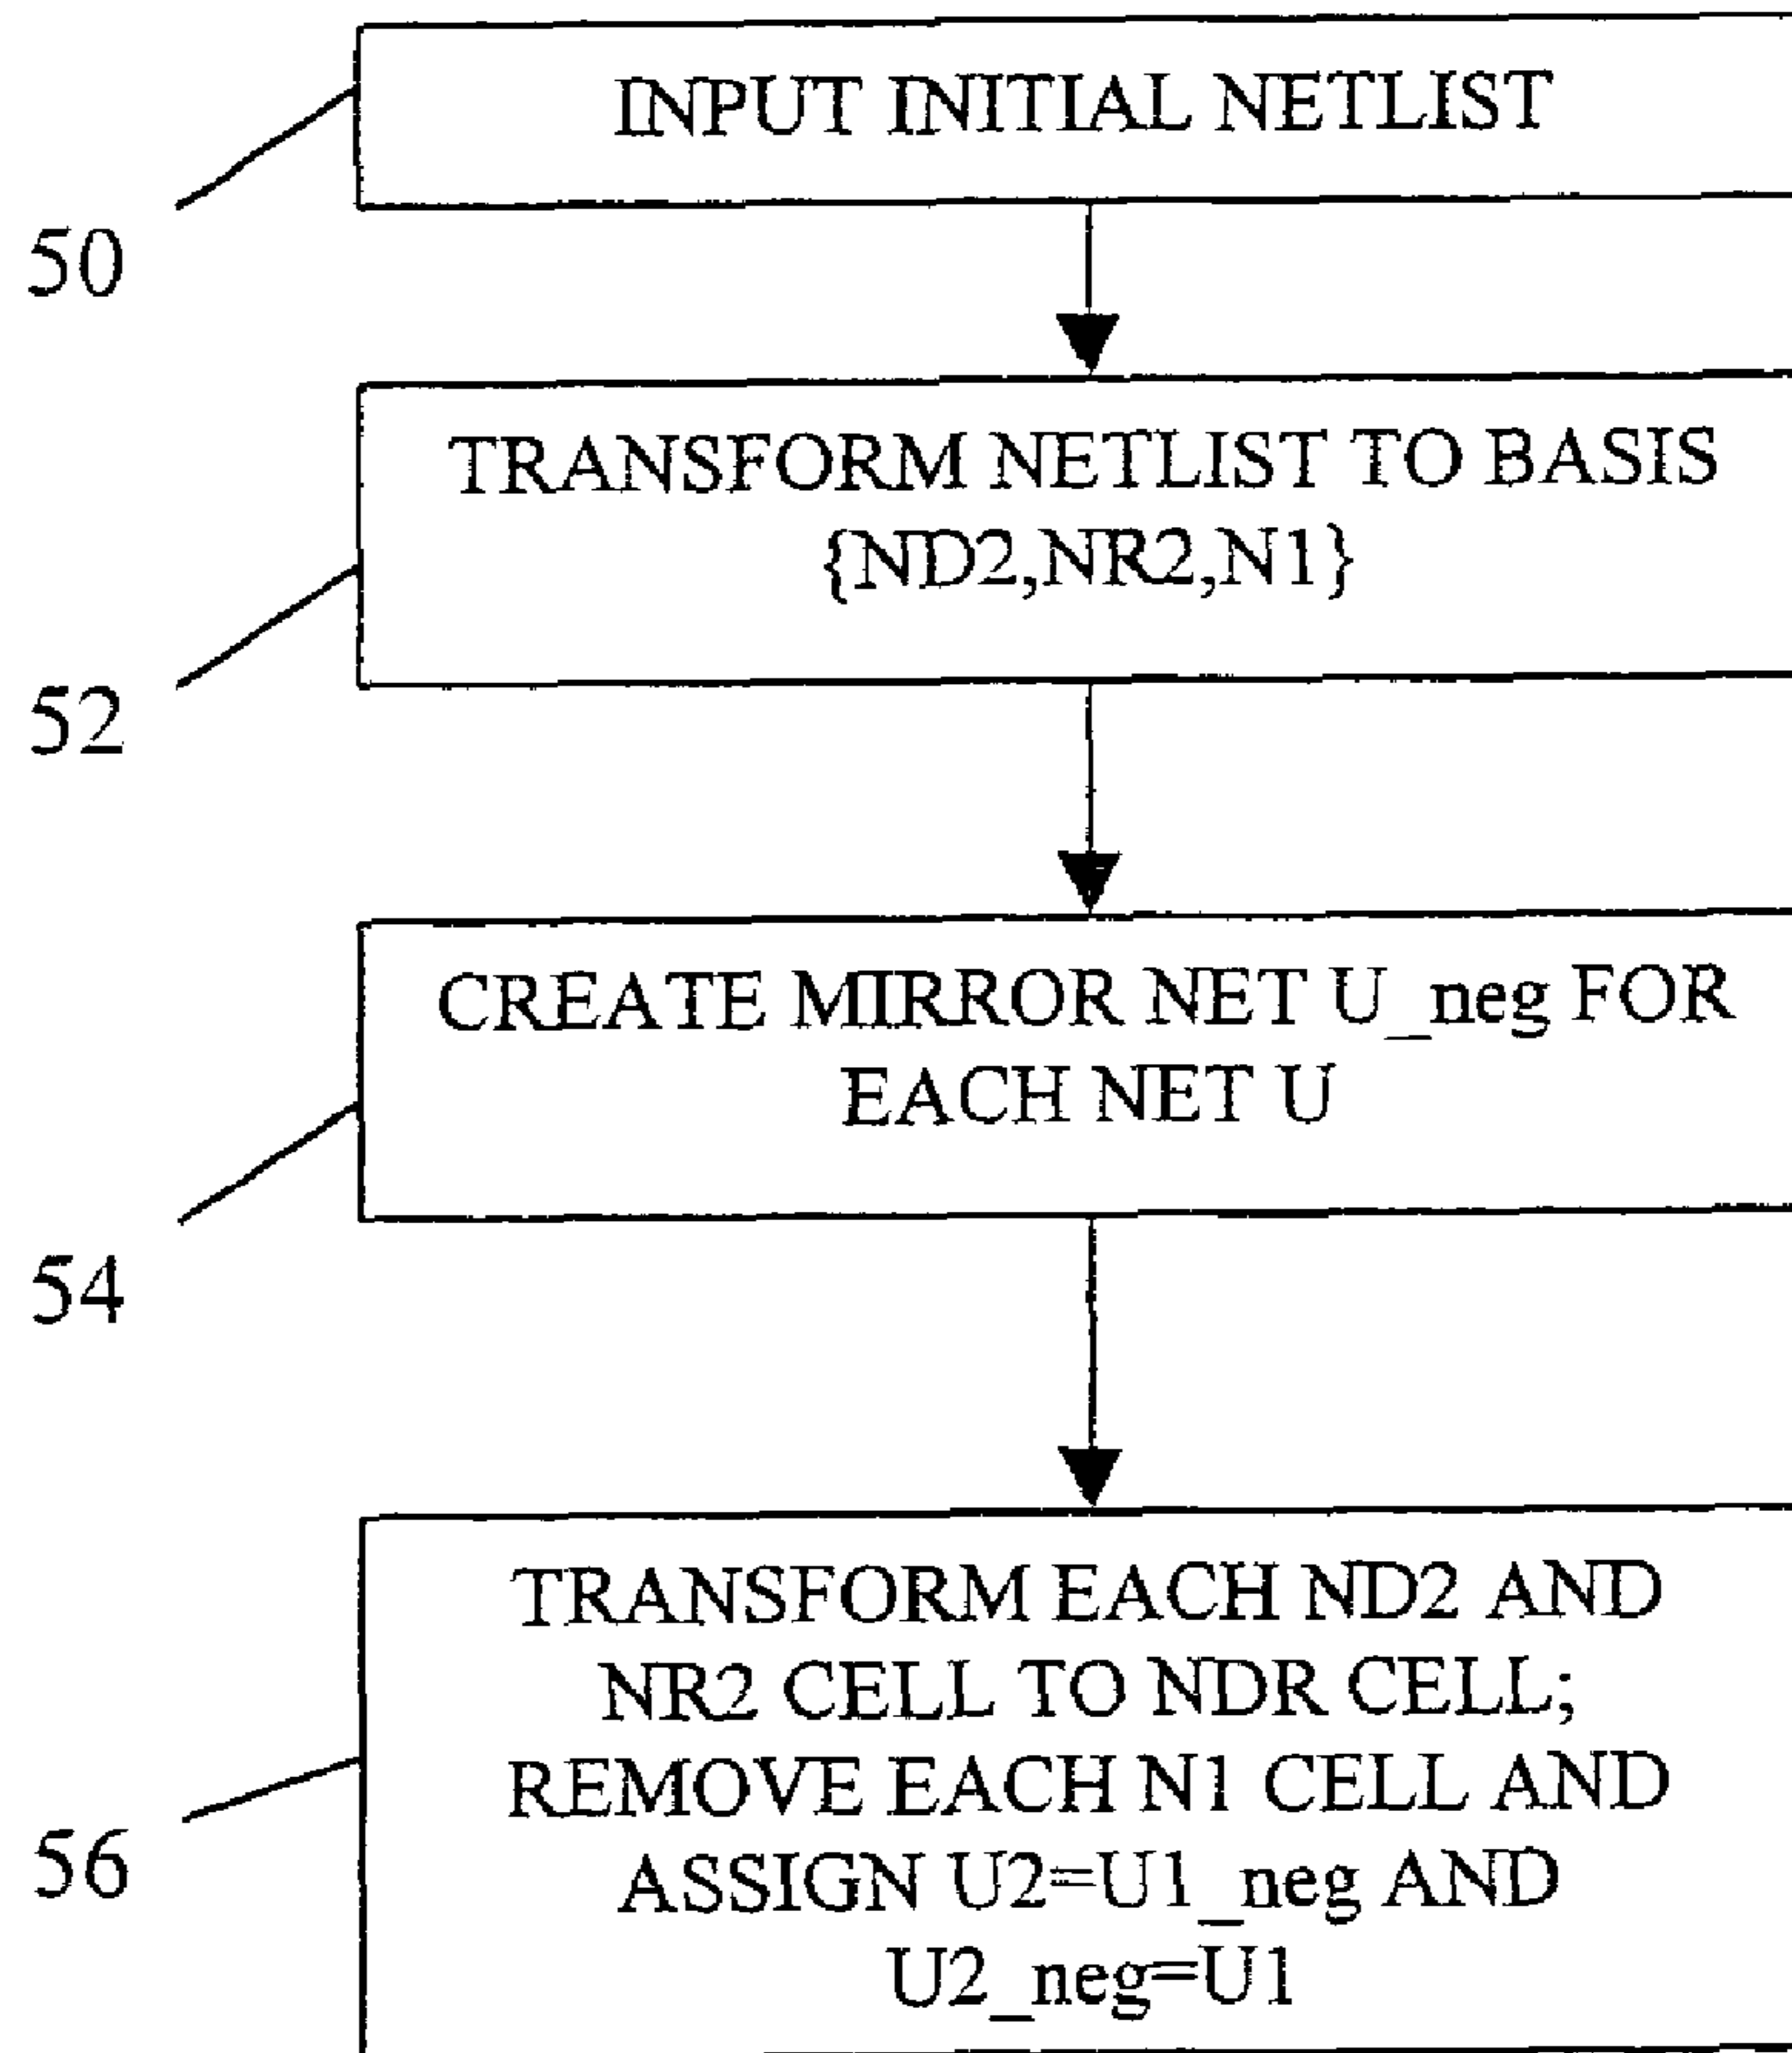 INPUT INITIAL NETLIST
50
TRANSFORM NETLIST TO BASIS
{ND2,NR2,N1}
52
CREATE MIRROR NET U_neg FOR
EACH NET U
54
TRANSFORM EACH ND2 AND
NR2 CELL TO NDR CELL;
REMOVE EACH N1 CELL AND
ASSIGN U2=U1_neg AND
U2_neg=U1
56